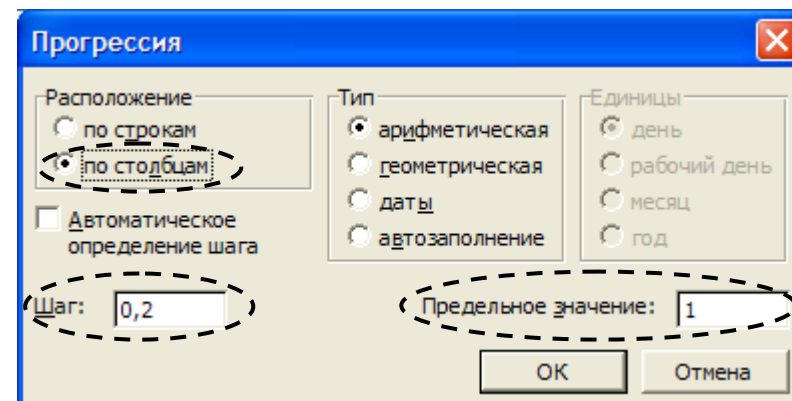 Прогрессия
Расположение
по строкам
по столбцам
Автоматическое
определение шага
Тип
арифметическая
геометрическая
даты
автозаполнение
Единицы
день
рабочий день
месяц
год
Шаг: 0,2
Предельное значение: 1
ОК
Отмена